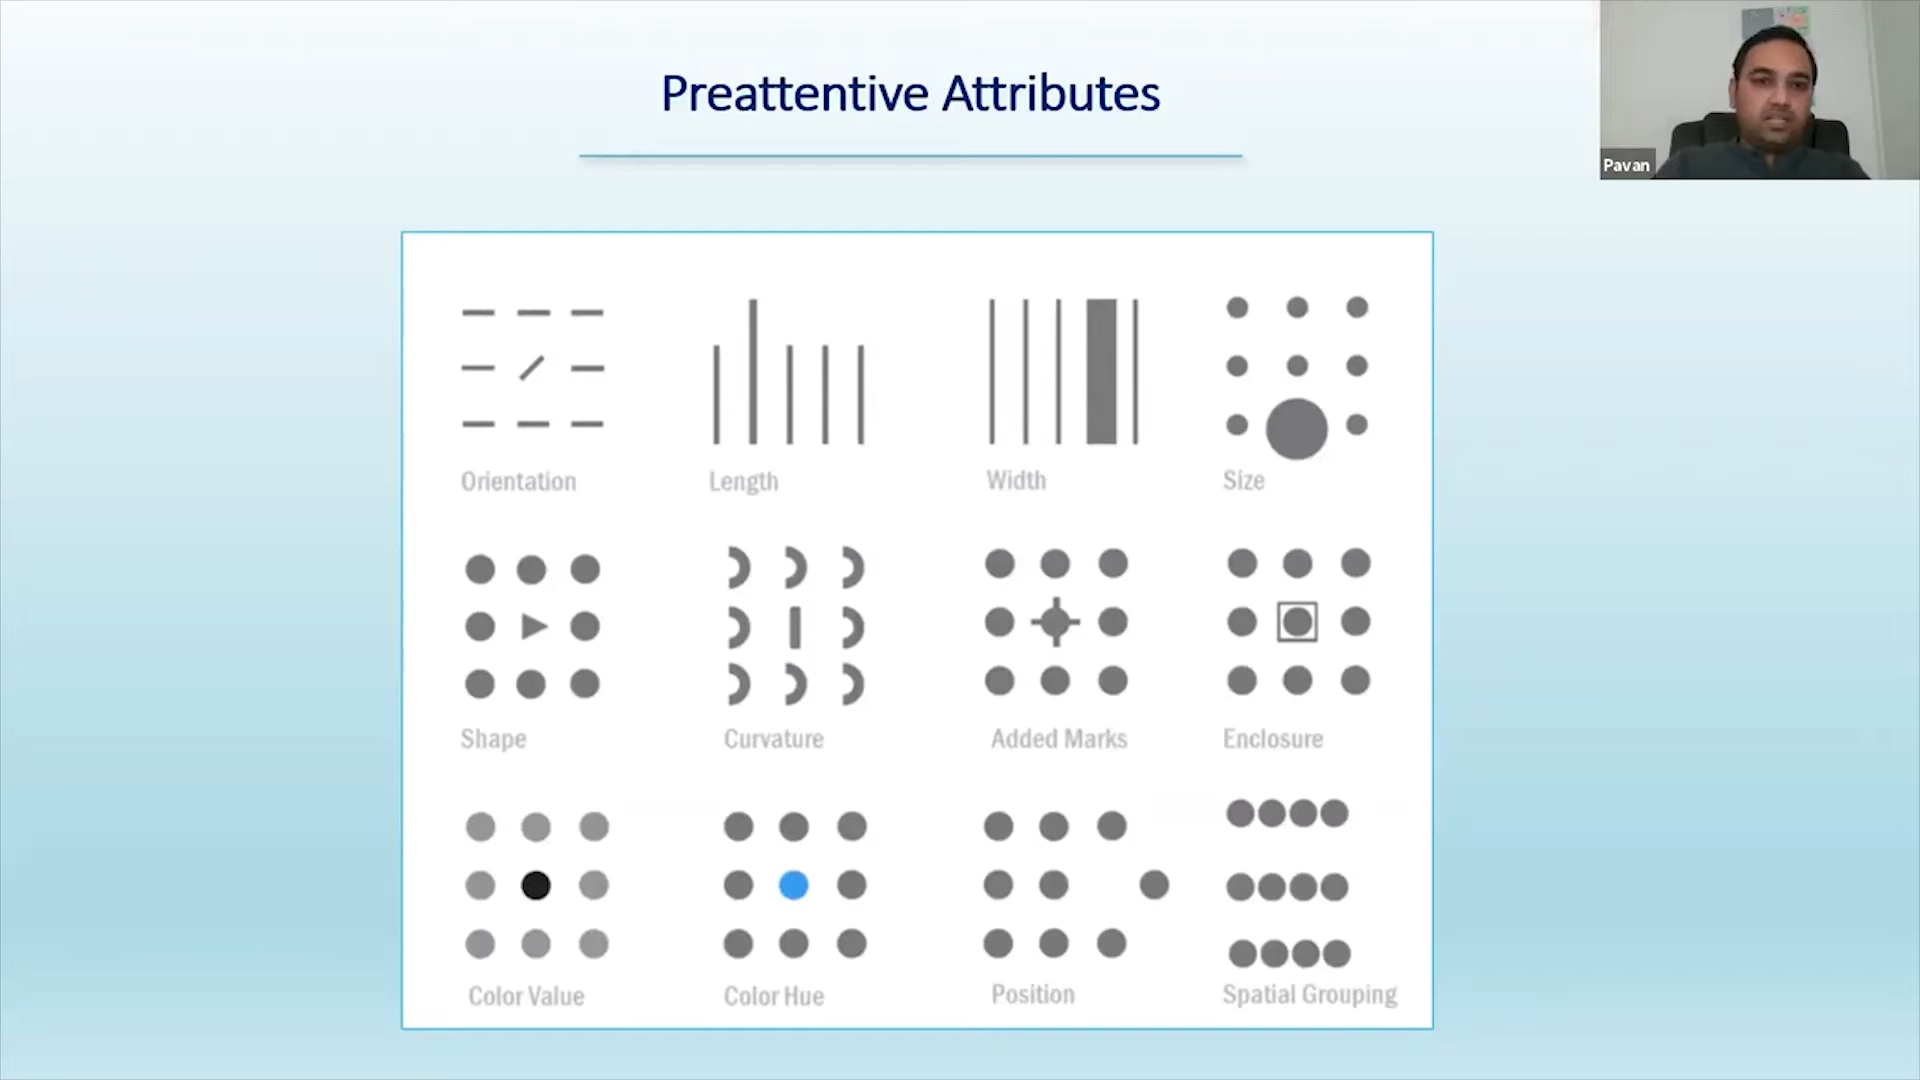 Preattentive Attributes
Pavan
Orientation
Length
Width
Size
Shape
Curvature
Added Marks
Enclosure
Color Value
Color Hue
Position
Spatial Grouping